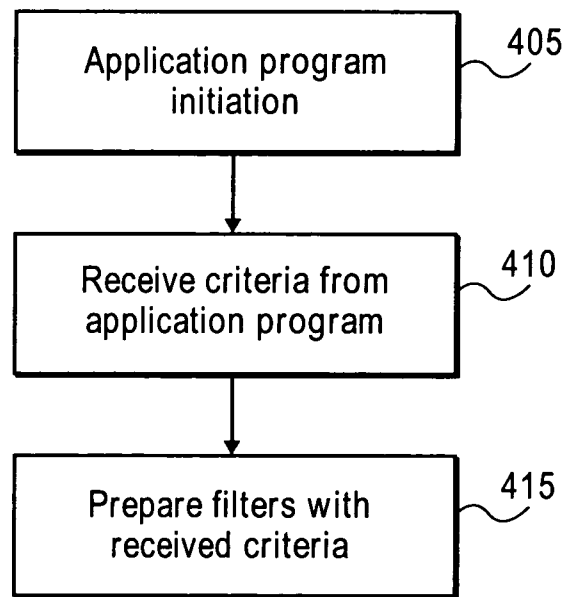 Application program
initiation
405
Receive criteria from
application program
410
Prepare filters with
received criteria
415